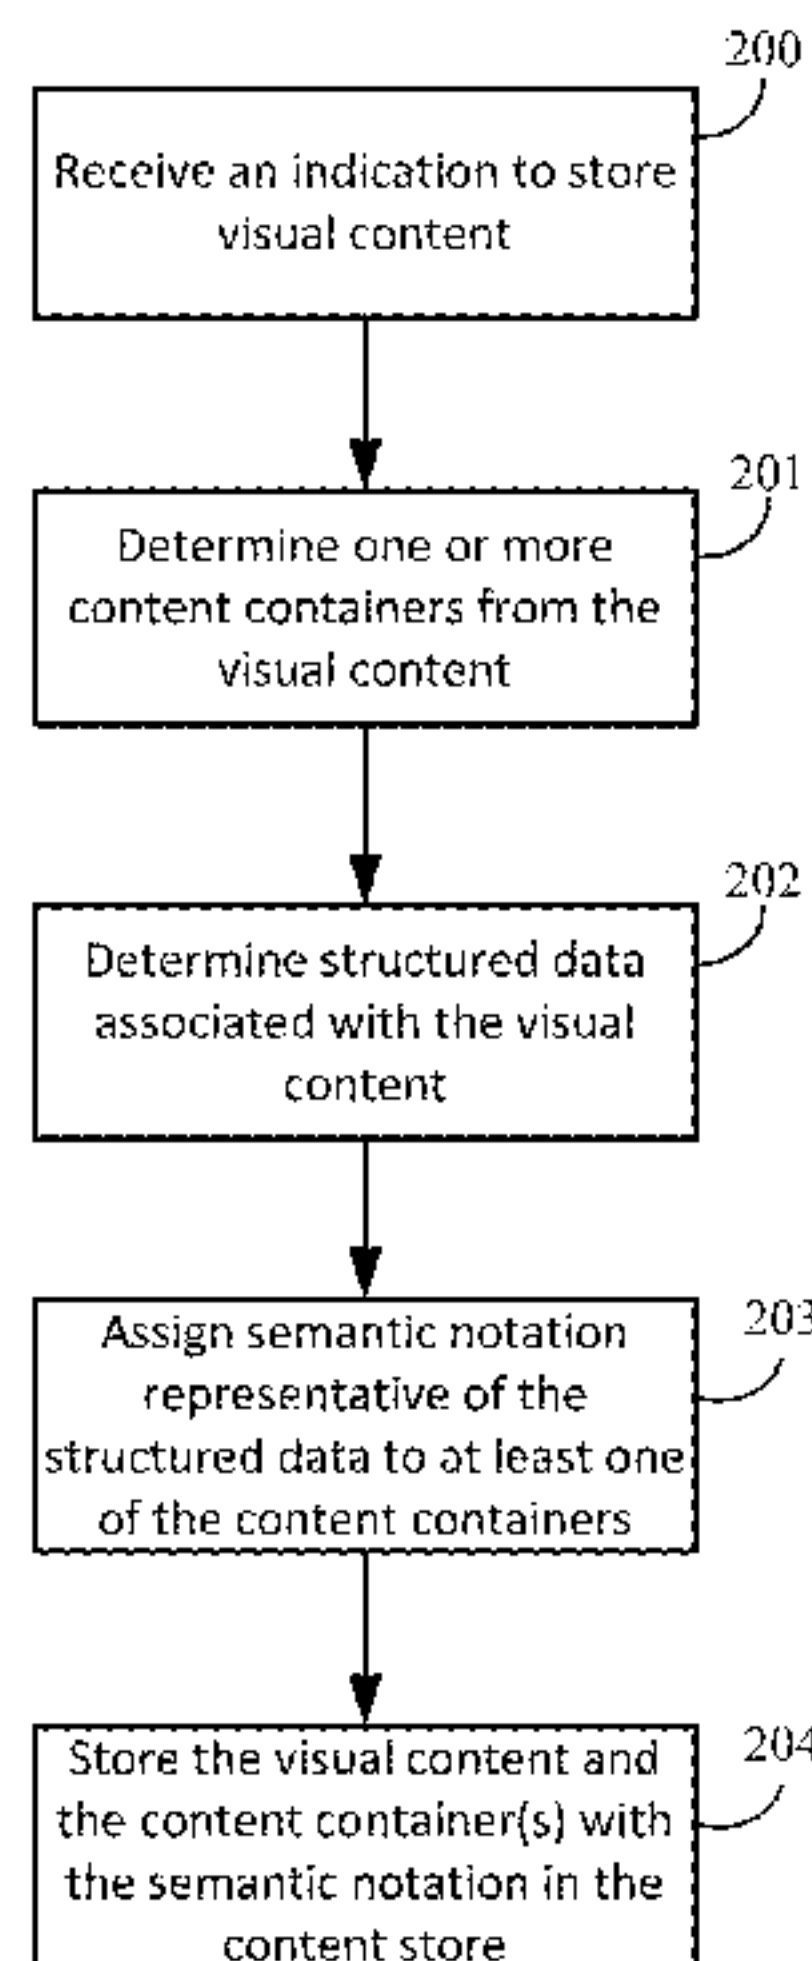 200
Receive an indication to store
visual content
201
Determine one or more
content containers from the
visual content
202
Determine structured data
associated with the visual
content
203
Assign semantic notation
representative of the
structured data to at least one
of the content containers
204
Store the visual content and
the content container(s) with
the semantic notation in the
content store